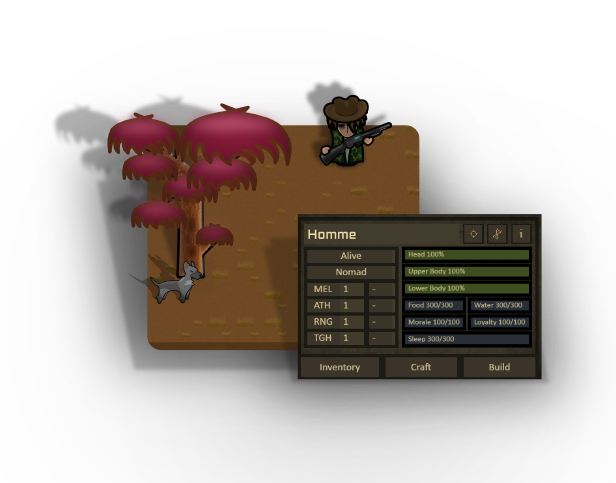 Homme
i
Alive
Head 100%
Nomad
Upper Body 100%
MEL 1 -
Lower Body 100%
ATH 1 -
Food 300/300 Water 300/300
RNG 1 -
Morale 100/100 Loyalty 100/100
TGH 1 -
Sleep 300/300
Inventory Craft Build